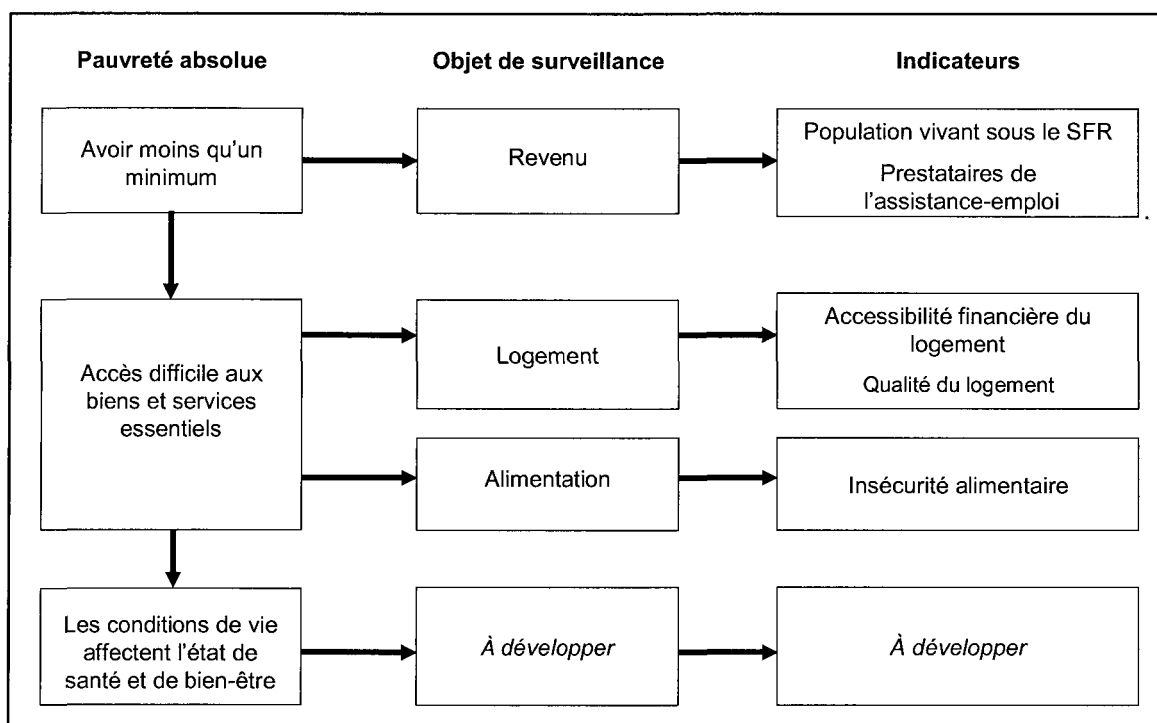 Pauvreté absolue
Objet de surveillance
Indicateurs
Avoir moins qu'un
minimum
Revenu
Population vivant sous le SFR
Prestataires de
l'assistance-emploi
Accès difficile aux
biens et services
essentiels
Logement
Accessibilité financière du
logement
Qualité du logement
Alimentation
Insécurité alimentaire
Les conditions de vie
affectent l'état de
santé et de bien-être
À développer
À développer